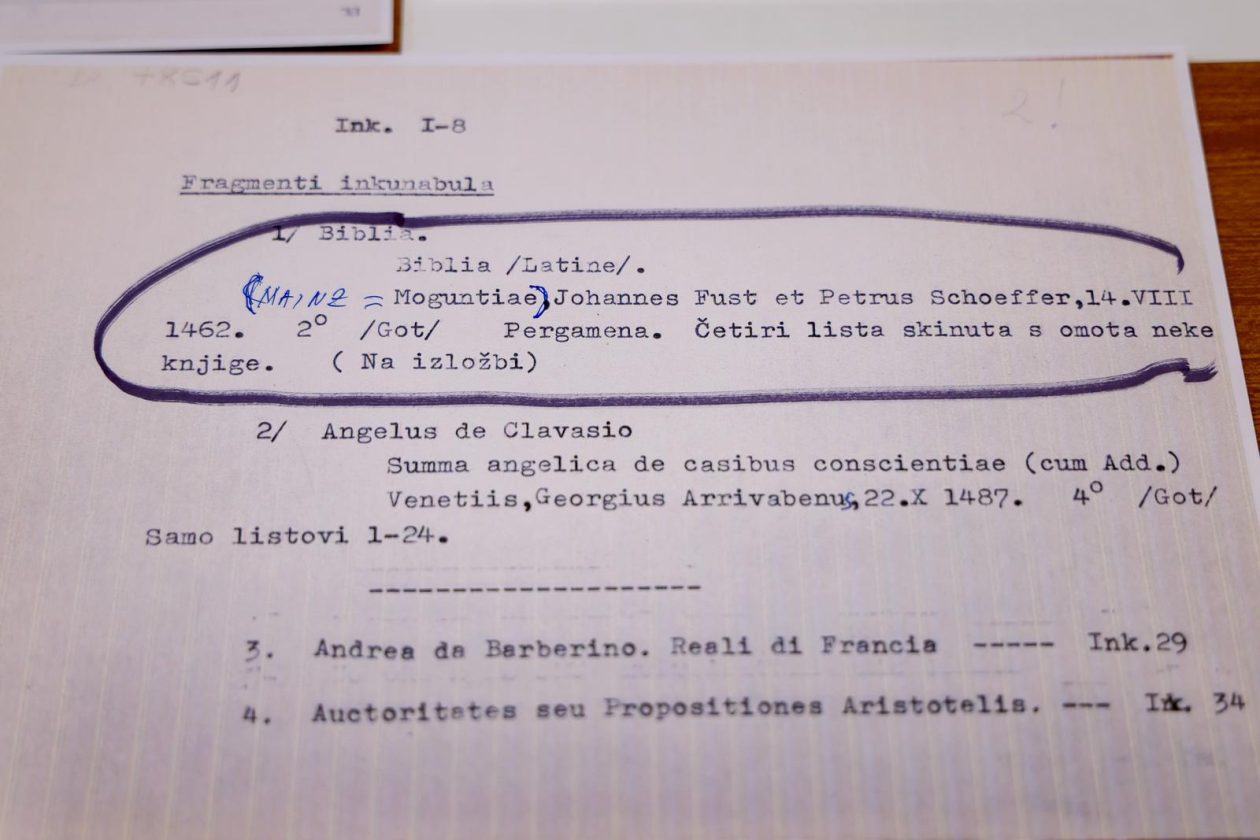 78511
2!
Ink. I-8
Fragmenti inkunabula
1/ Biblia.
Biblia /Latine/.
(MAINZ = Moguntiae), Johannes Fust et Petrus Schoeffer,14.VIII
1462. 2° /Got/ Pergamena. Četiri lista skinuta s omota neke
knjige. ( Na izložbi)
2/ Angelus de Clavasio
Summa angelica de casibus conscientiae (cum Add.)
Venetiis,Georgius Arrivabenus,22.X 1487. 4° /Got/
Samo listovi 1-24.
--------------------
3. Andrea da Barberino. Reali di Francia ----- Ink.29
4. Auctoritates seu Propositiones Aristotelis. --- Ink. 34